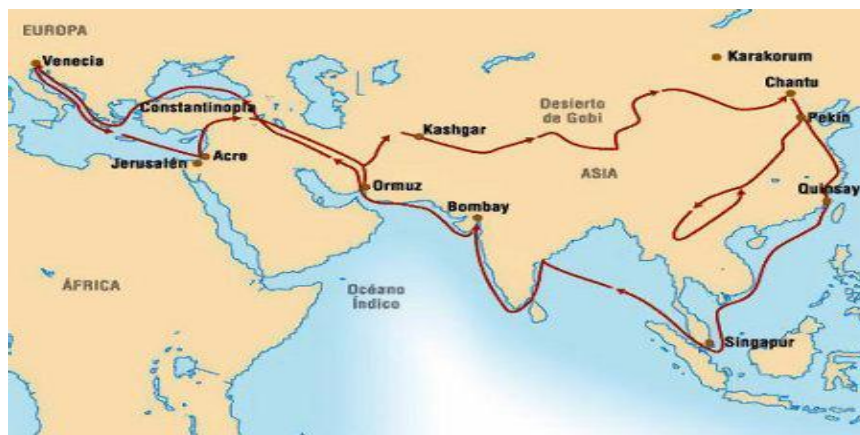 EUROPA
Venecia
Karakorum
Chantu
Constantinopla
Desierto
de Gobi
Pekín
Kashgar
Jerusalén
Acre
ASIA
Ormuz
Quinsay
Bombay
ÁFRICA
Océano
Índico
Singapur